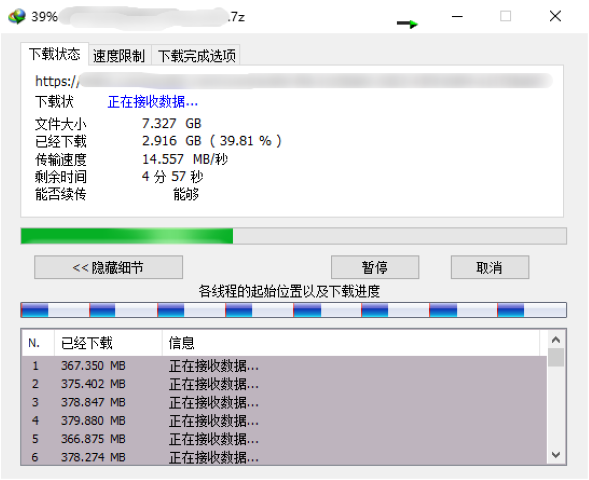 39% .7z
下载状态 速度限制 下载完成选项
https:/
下载状 正在接收数据...
文件大小 7.327 GB
已经下载 2.916 GB ( 39.81 % )
传输速度 14.557 MB/秒
剩余时间 4 分 57 秒
能否续传 能够
<< 隐藏细节 暂停 取消
各线程的起始位置以及下载进度
N. 已经下载 信息
1 367.350 MB 正在接收数据...
2 375.402 MB 正在接收数据...
3 378.847 MB 正在接收数据...
4 379.880 MB 正在接收数据...
5 366.875 MB 正在接收数据...
6 378.274 MB 正在接收数据...